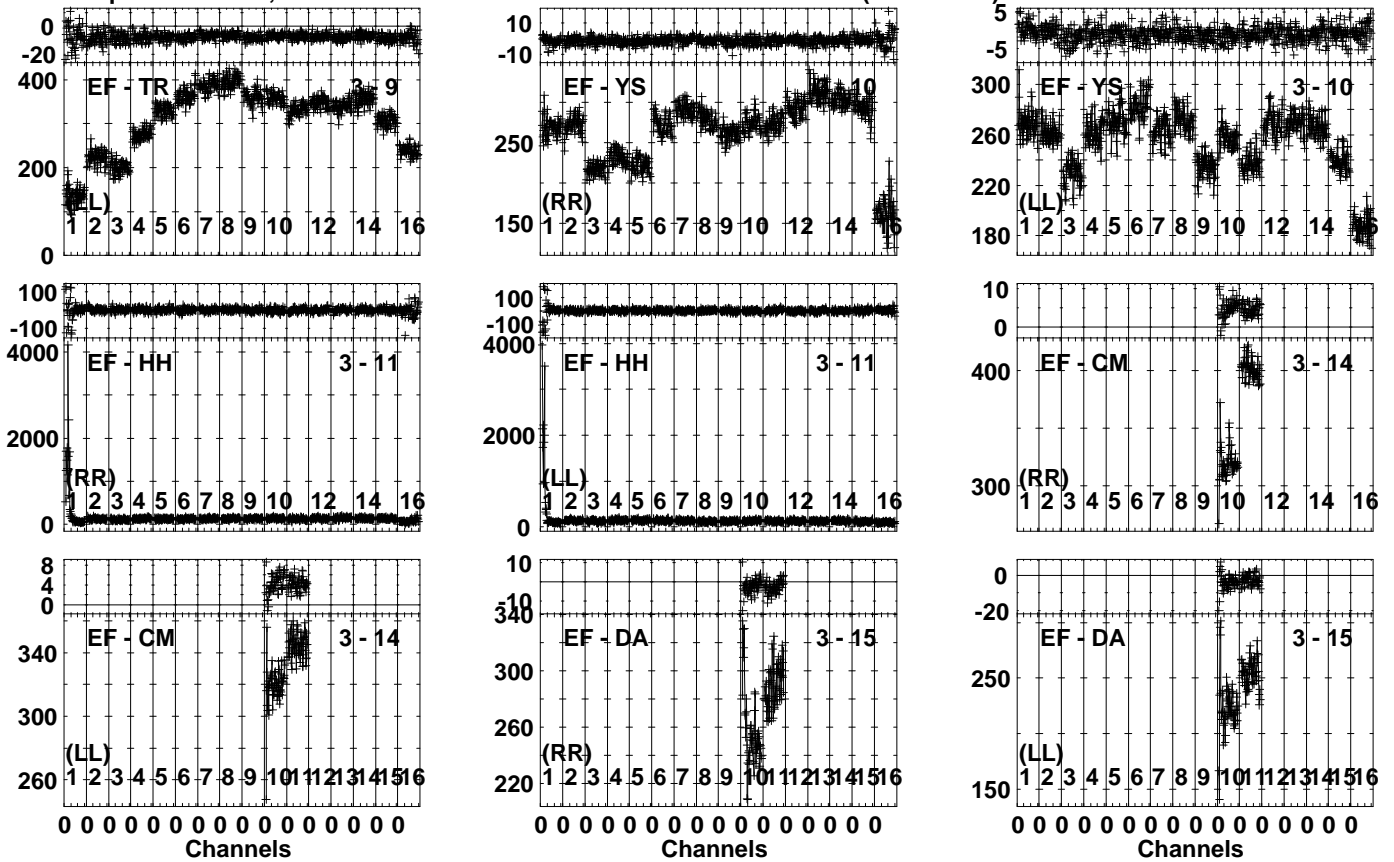 0
-20
400
200
0
EF - TR 3 - 9
(LL)
1 2 3 4 5 6 7 8 9 10 12 14 16
10
-10
250
150
EF - YS 3 - 10
(RR)
1 2 3 4 5 6 7 8 9 10 12 14 16
5
-5
300
260
220
180
EF - YS 3 - 10
(LL)
1 2 3 4 5 6 7 8 9 10 12 14 16
100
-100
4000
2000
0
EF - HH 3 - 11
(RR)
1 2 3 4 5 6 7 8 9 10 12 14 16
100
-100
4000
2000
0
EF - HH 3 - 11
(LL)
1 2 3 4 5 6 7 8 9 10 12 14 16
10
0
400
300
EF - CM 3 - 14
(RR)
1 2 3 4 5 6 7 8 9 10 12 14 16
8
4
0
340
300
260
EF - CM 3 - 14
(LL)
1 2 3 4 5 6 7 8 9 10 11 12 13 14 15 16
0 0 0 0 0 0 0 0 0 0 0 0 0 0 0 0
Channels
10
-10
340
300
260
220
EF - DA 3 - 15
(RR)
1 2 3 4 5 6 7 8 9 10 11 12 13 14 15 16
0 0 0 0 0 0 0 0 0 0 0 0 0 0 0 0
Channels
0
-20
250
150
EF - DA 3 - 15
(LL)
1 2 3 4 5 6 7 8 9 10 11 12 13 14 15 16
0 0 0 0 0 0 0 0 0 0 0 0 0 0 0 0
Channels